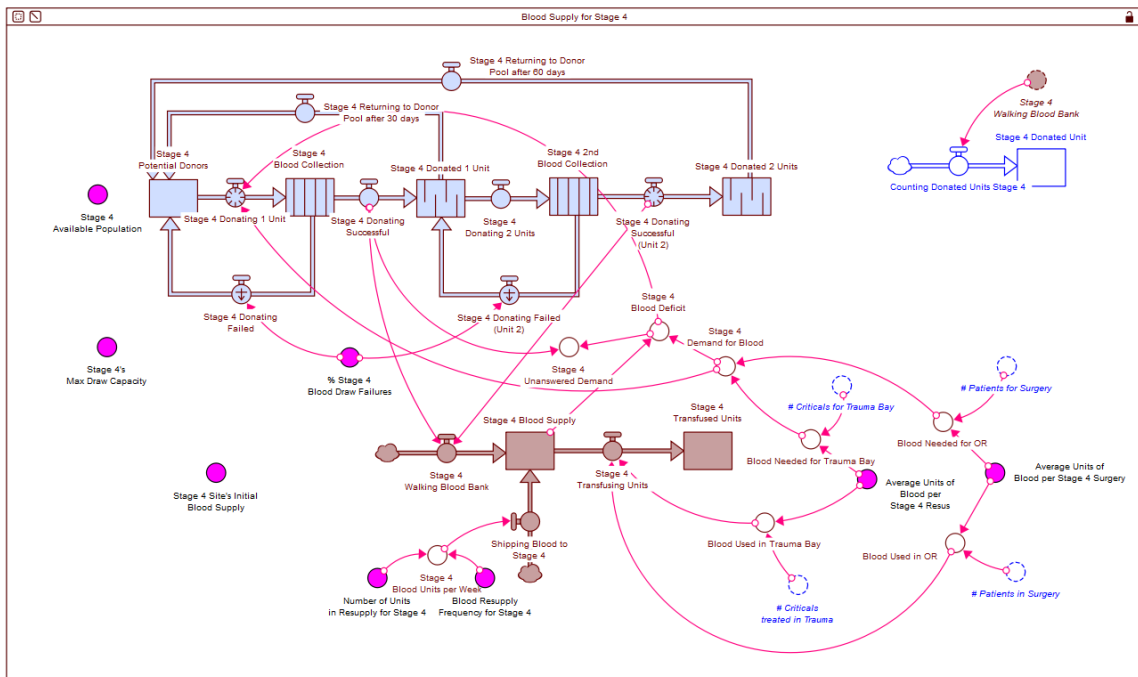 Blood Supply for Stage 4
Stage 4 Returning to Donor
Pool after 60 days
Stage 4 Returning to Donor
Pool after 30 days
Stage 4
Walking Blood Bank
Stage 4
Potential Donors
Stage 4
Blood Collection
Stage 4 Donated 1 Unit
Stage 4 2nd
Blood Collection
Stage 4 Donated 2 Units
Stage 4 Donated Unit
Counting Donated Units Stage 4
Stage 4
Available Population
Stage 4 Donating 1 Unit
Stage 4 Donating
Successful
Stage 4
Donating 2 Units
Stage 4 Donating
Successful
(Unit 2)
Stage 4 Donating
Failed
Stage 4 Donating Failed
(Unit 2)
Stage 4
Blood Deficit
Stage 4
Demand for Blood
Stage 4's
Max Draw Capacity
% Stage 4
Blood Draw Failures
Stage 4
Unanswered Demand
# Patients for Surgery
# Criticals for Trauma Bay
Stage 4 Blood Supply
Stage 4
Transfused Units
Blood Needed for OR
Blood Needed for Trauma Bay
Stage 4
Walking Blood Bank
Stage 4
Transfusing Units
Average Units of
Blood per
Stage 4 Resus
Average Units of
Blood per Stage 4 Surgery
Stage 4 Site's Initial
Blood Supply
Shipping Blood to
Stage 4
Blood Used in Trauma Bay
Blood Used in OR
Stage 4
Blood Units per Week
Number of Units
in Resupply for Stage 4
Blood Resupply
Frequency for Stage 4
# Criticals
treated in Trauma
# Patients in Surgery